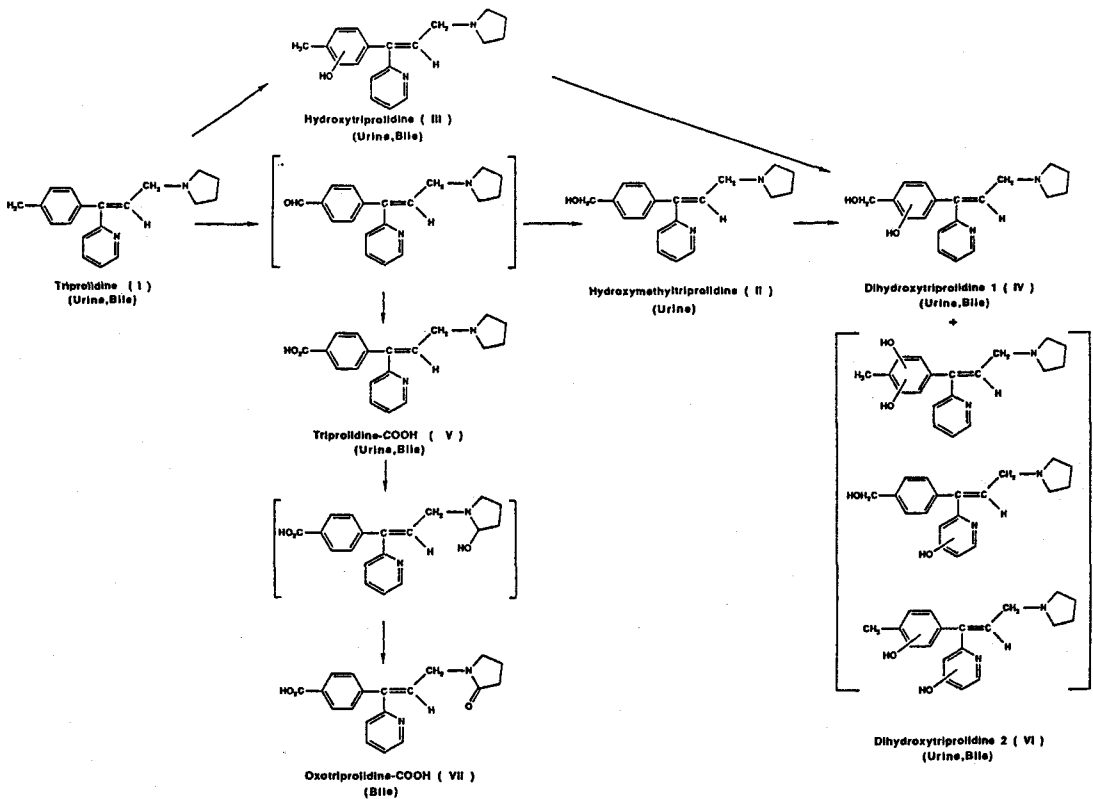 CH₂ N
H₃C C C
HO N H
Hydroxytriprolidine ( III )
(Urine,Bile)
CH₂ N
H₃C C C
N H
Triprolidine ( I )
(Urine,Bile)
CH₂ N
OHC C C
N H
CH₂ N
HOH₂C C C
N H
Hydroxymethyltriprolidine ( II )
(Urine)
CH₂ N
HOH₂C C C
HO N H
Dihydroxytriprolidine 1 ( IV )
(Urine,Bile)
+
CH₂ N
HO₂C C C
N H
Triprolidine-COOH ( V )
(Urine,Bile)
CH₂ N
HO₂C C C
N H HO
CH₂ N
HO₂C C C
N H O
Oxotriprolidine-COOH ( VII )
(Bile)
HO CH₂ N
H₃C C C
HO N H
CH₂ N
HOH₂C C C
N H
HO
CH₂ N
CH₃ C C
HO N H
HO
Dihydroxytriprolidine 2 ( VI )
(Urine,Bile)